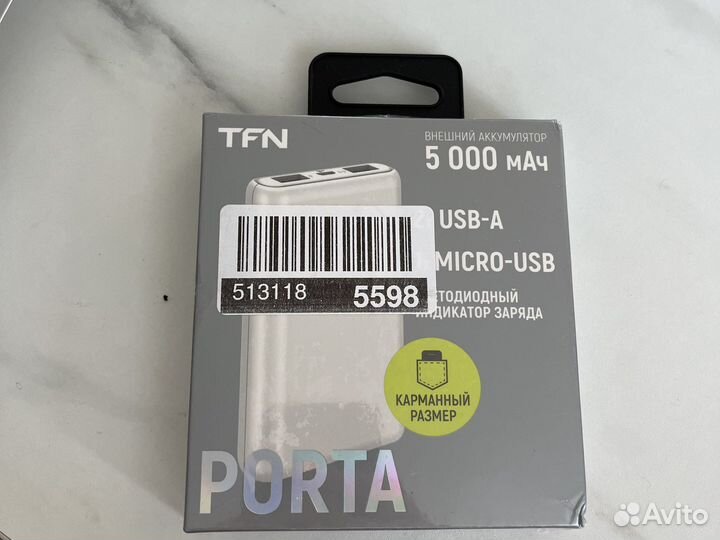 TFN
ВНЕШНИЙ АККУМУЛЯТОР
5 000 мАч
USB-A
MICRO-USB
ИНДИКАТОР ЗАРЯДА
513118 5598
КАРМАННЫЙ
РАЗМЕР
PORTA
Avito